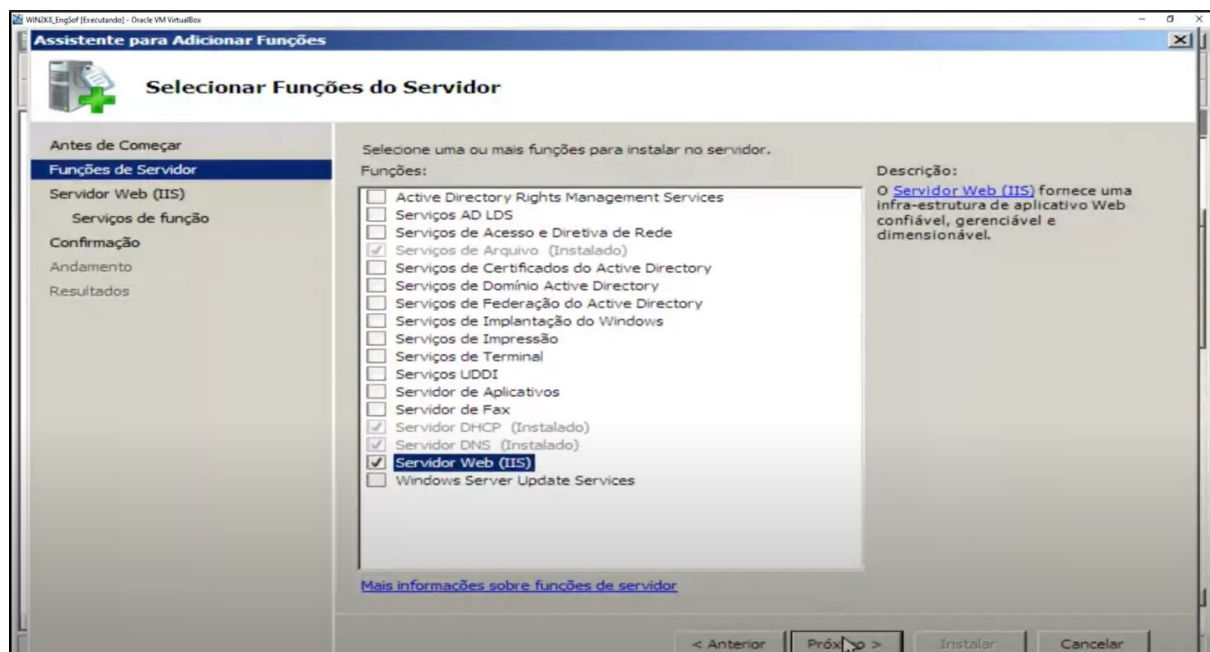 WIN2K8_EngSof [Executando] - Oracle VM VirtualBox
Assistente para Adicionar Funções
Selecionar Funções do Servidor
Antes de Começar
Funções de Servidor
Servidor Web (IIS)
Serviços de função
Confirmação
Andamento
Resultados
Selecione uma ou mais funções para instalar no servidor.
Funções:
Active Directory Rights Management Services
Serviços AD LDS
Serviços de Acesso e Diretiva de Rede
Serviços de Arquivo (Instalado)
Serviços de Certificados do Active Directory
Serviços de Domínio Active Directory
Serviços de Federação do Active Directory
Serviços de Implantação do Windows
Serviços de Impressão
Serviços de Terminal
Serviços UDDI
Servidor de Aplicativos
Servidor de Fax
Servidor DHCP (Instalado)
Servidor DNS (Instalado)
Servidor Web (IIS)
Windows Server Update Services
Mais informações sobre funções de servidor
Descrição:
O Servidor Web (IIS) fornece uma
infra-estrutura de aplicativo Web
confiável, gerenciável e
dimensionável.
< Anterior
Próximo >
Instalar
Cancelar